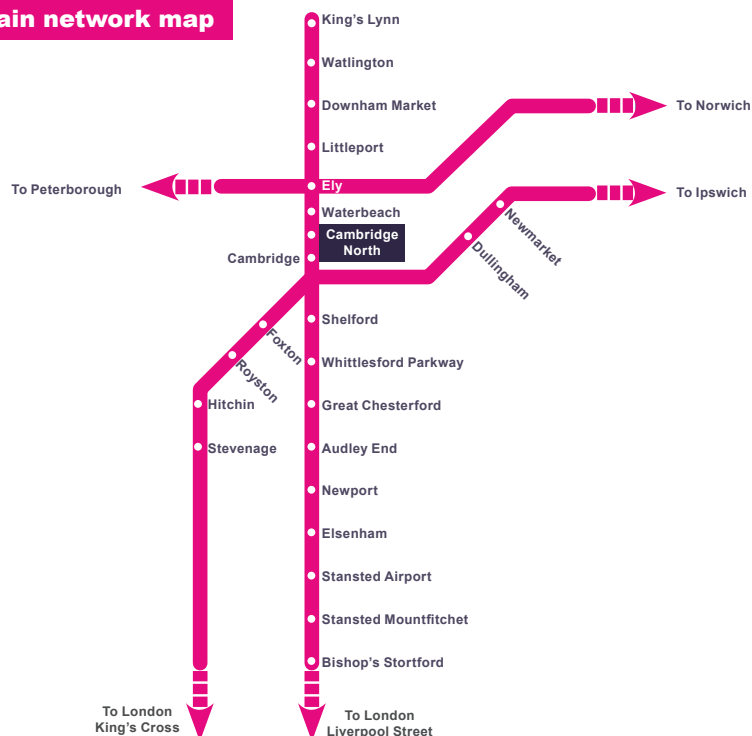 ain network map
King's Lynn
Watlington
Downham Market
To Norwich
Littleport
To Peterborough
Ely
To Ipswich
Waterbeach
Cambridge
North
Newmarket
Dullingham
Cambridge
Shelford
Foxton
Whittlesford Parkway
Royston
Hitchin
Great Chesterford
Stevenage
Audley End
Newport
Elsenham
Stansted Airport
Stansted Mountfitchet
Bishop's Stortford
To London
King's Cross
To London
Liverpool Street